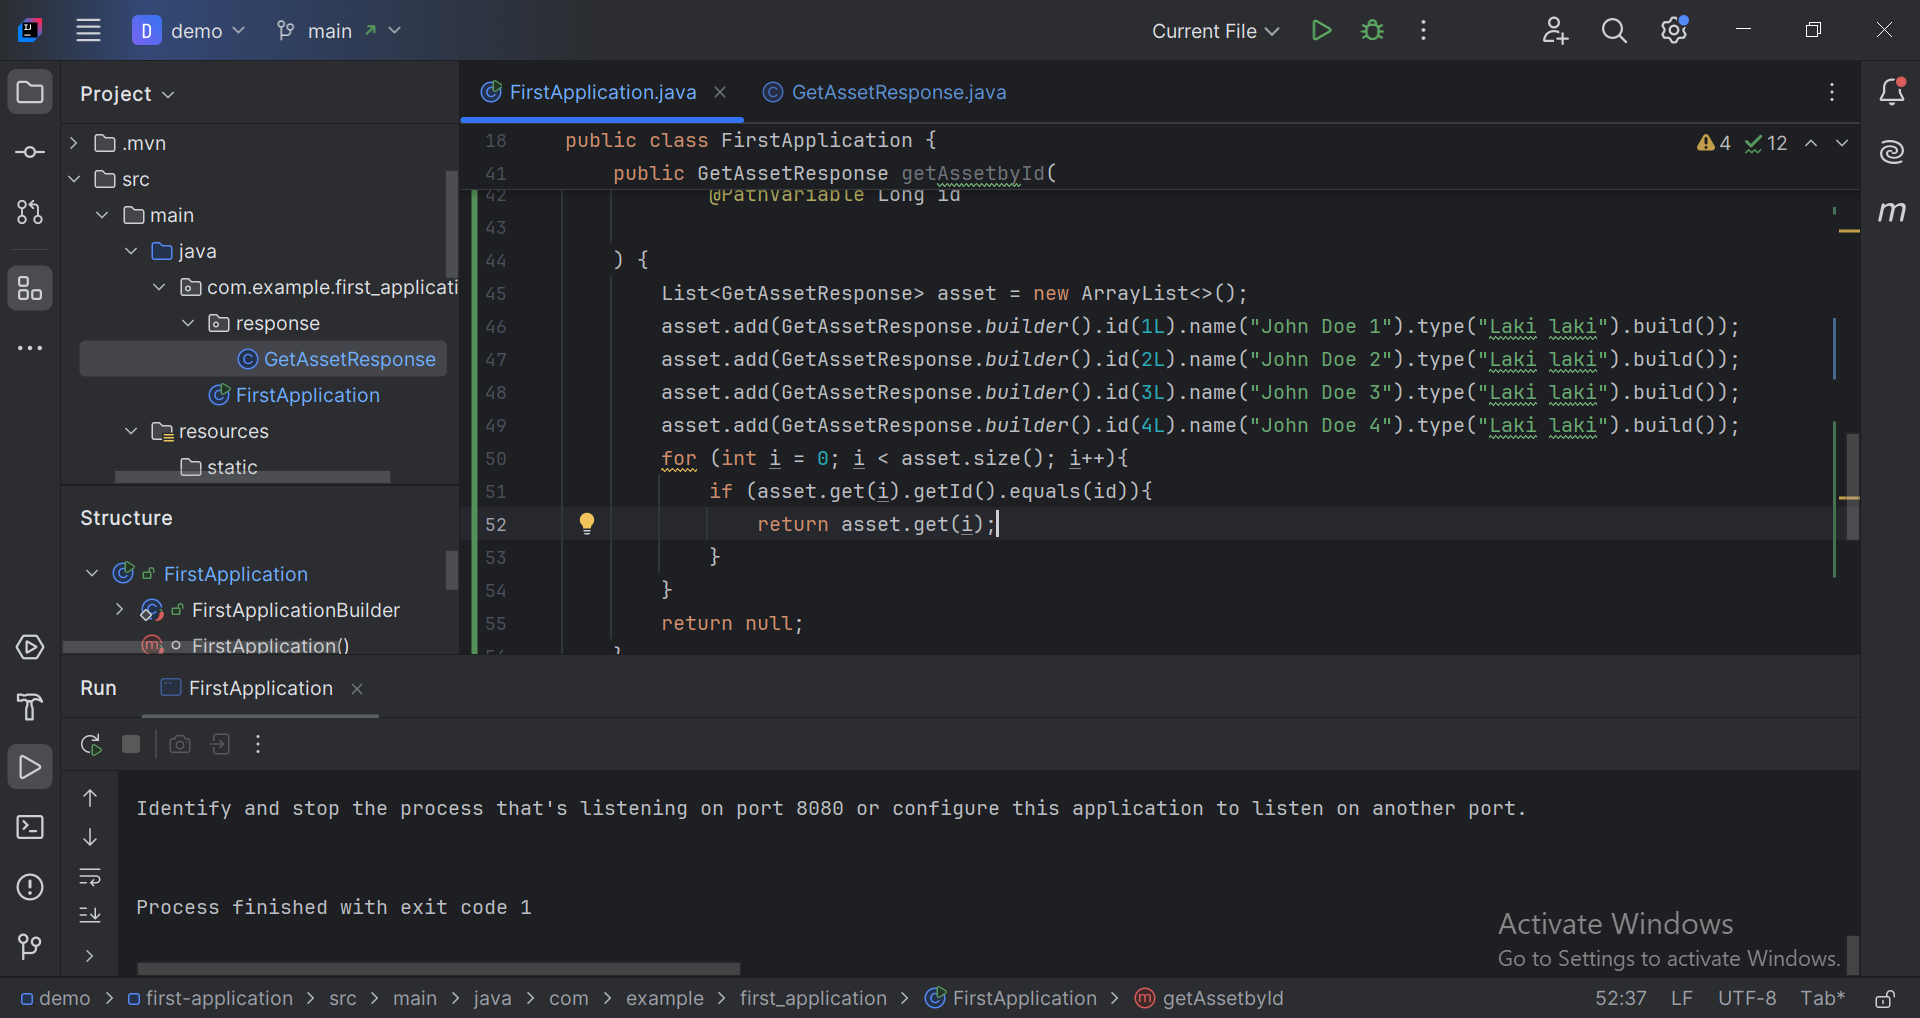 D demo main Current File
Project
FirstApplication.java
GetAssetResponse.java
.mvn
src
main
java
com.example.first_applicati
response
GetAssetResponse
FirstApplication
resources
static
Structure
FirstApplication
FirstApplicationBuilder
FirstApplication()
18 public class FirstApplication {
4 12
41 public GetAssetResponse getAssetbyId(
42 @PathVariable Long id
43
44 ) {
45 List<GetAssetResponse> asset = new ArrayList<>();
46 asset.add(GetAssetResponse.builder().id(1L).name("John Doe 1").type("Laki laki").build());
47 asset.add(GetAssetResponse.builder().id(2L).name("John Doe 2").type("Laki laki").build());
48 asset.add(GetAssetResponse.builder().id(3L).name("John Doe 3").type("Laki laki").build());
49 asset.add(GetAssetResponse.builder().id(4L).name("John Doe 4").type("Laki laki").build());
50 for (int i = 0; i < asset.size(); i++){
51 if (asset.get(i).getId().equals(id)){
52 return asset.get(i);
53 }
54 }
55 return null;
Run FirstApplication
Identify and stop the process that's listening on port 8080 or configure this application to listen on another port.
Process finished with exit code 1
Activate Windows
Go to Settings to activate Windows.
demo > first-application > src > main > java > com > example > first_application > FirstApplication > getAssetbyId 52:37 LF UTF-8 Tab*